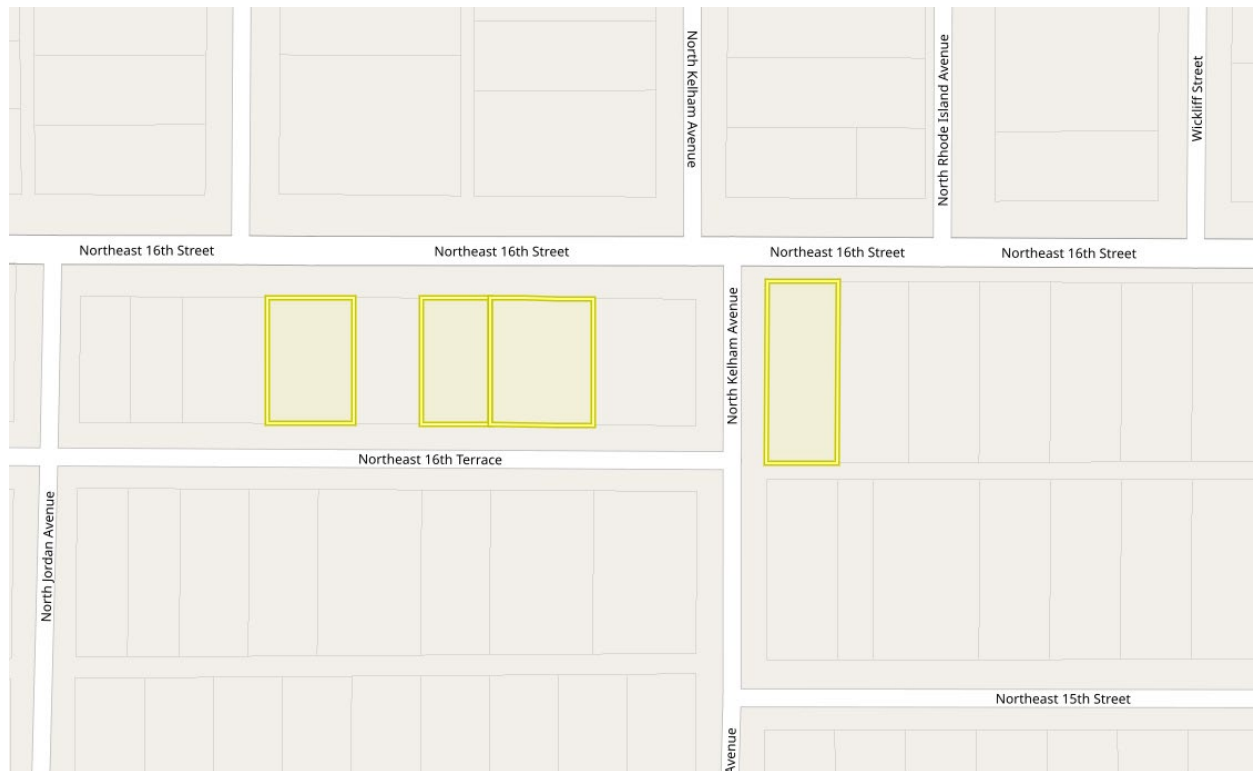 North Kelham Avenue
North Rhode Island Avenue
Wickliff Street
Northeast 16th Street
Northeast 16th Street
Northeast 16th Street
Northeast 16th Street
North Kelham Avenue
Northeast 16th Terrace
North Jordan Avenue
Northeast 15th Street
Avenue